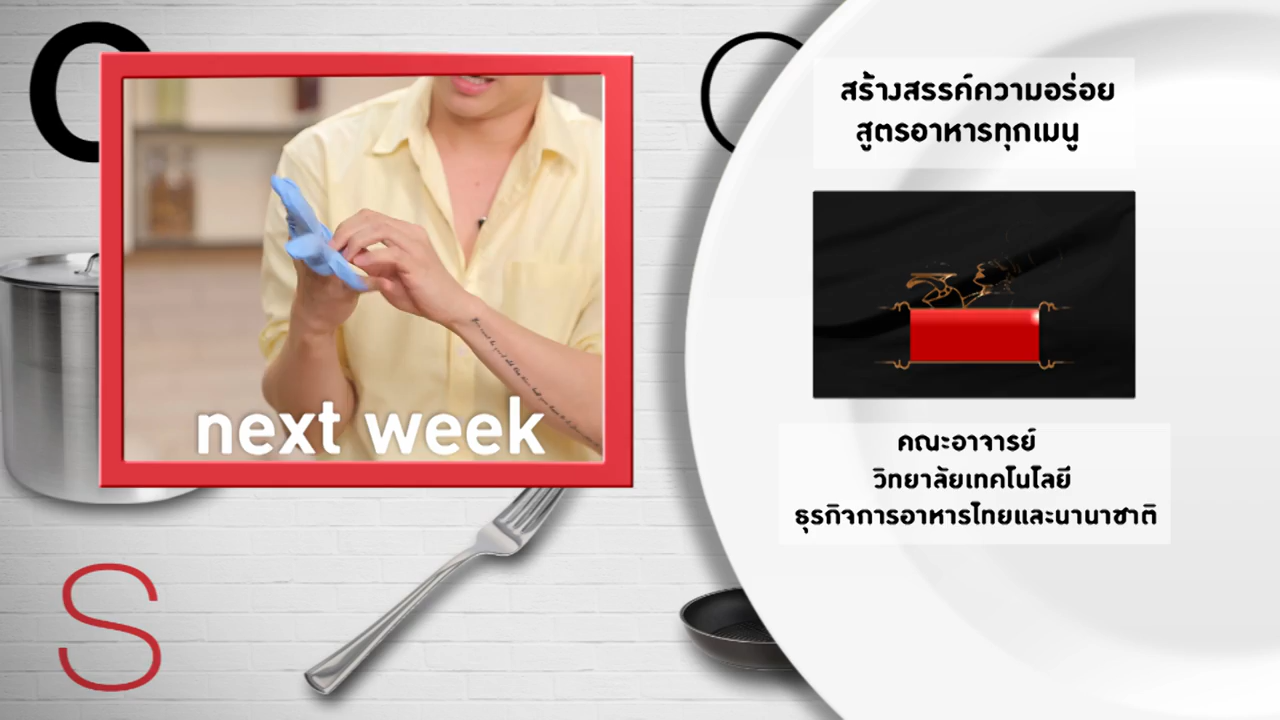 next week
สร้างสรรค์ความอร่อย
สูตรอาหารทุกเมนู
คณะอาจารย์
วิทยาลัยเทคโนโลยี
ธุรกิจการอาหารไทยและนานาชาติ
S